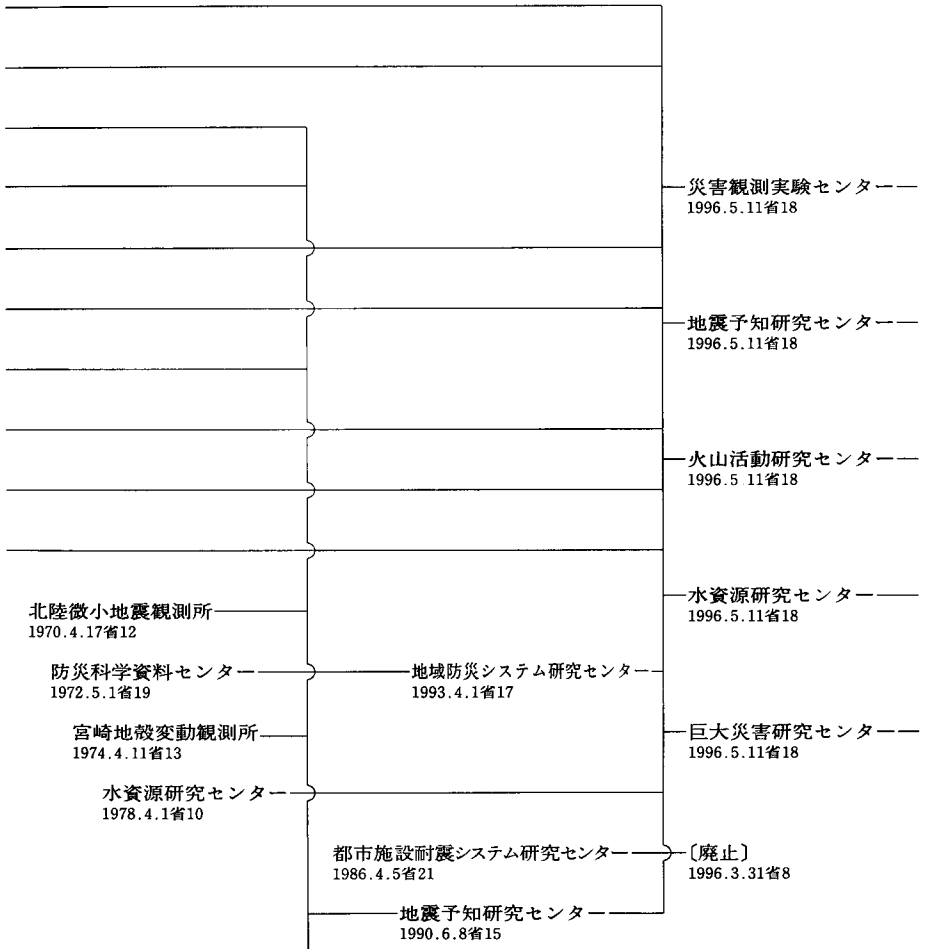 災害観測実験センター
1996.5.11省18
地震予知研究センター
1996.5.11省18
火山活動研究センター
1996.5 11省18
水資源研究センター
1996.5.11省18
北陸微小地震観測所
1970.4.17省12
防災科学資料センター
1972.5.1省19
地域防災システム研究センター
1993.4.1省17
宮崎地殻変動観測所
1974.4.11省13
巨大災害研究センター
1996.5.11省18
水資源研究センター
1978.4.1省10
都市施設耐震システム研究センター
1986.4.5省21
〔廃止〕
1996.3.31省8
地震予知研究センター
1990.6.8省15